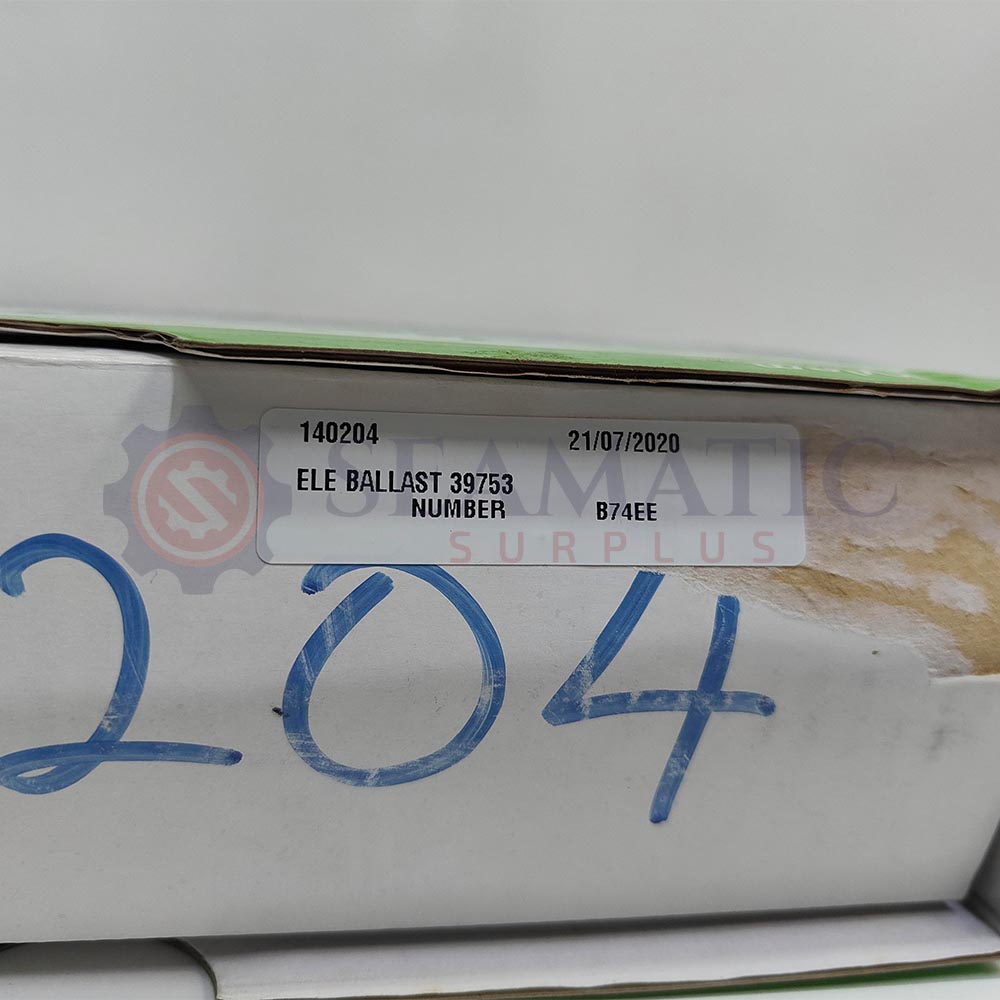 140204 21/07/2020
ELE BALLAST 39753
NUMBER B74EE
SEAMATIC
SURPLUS
204